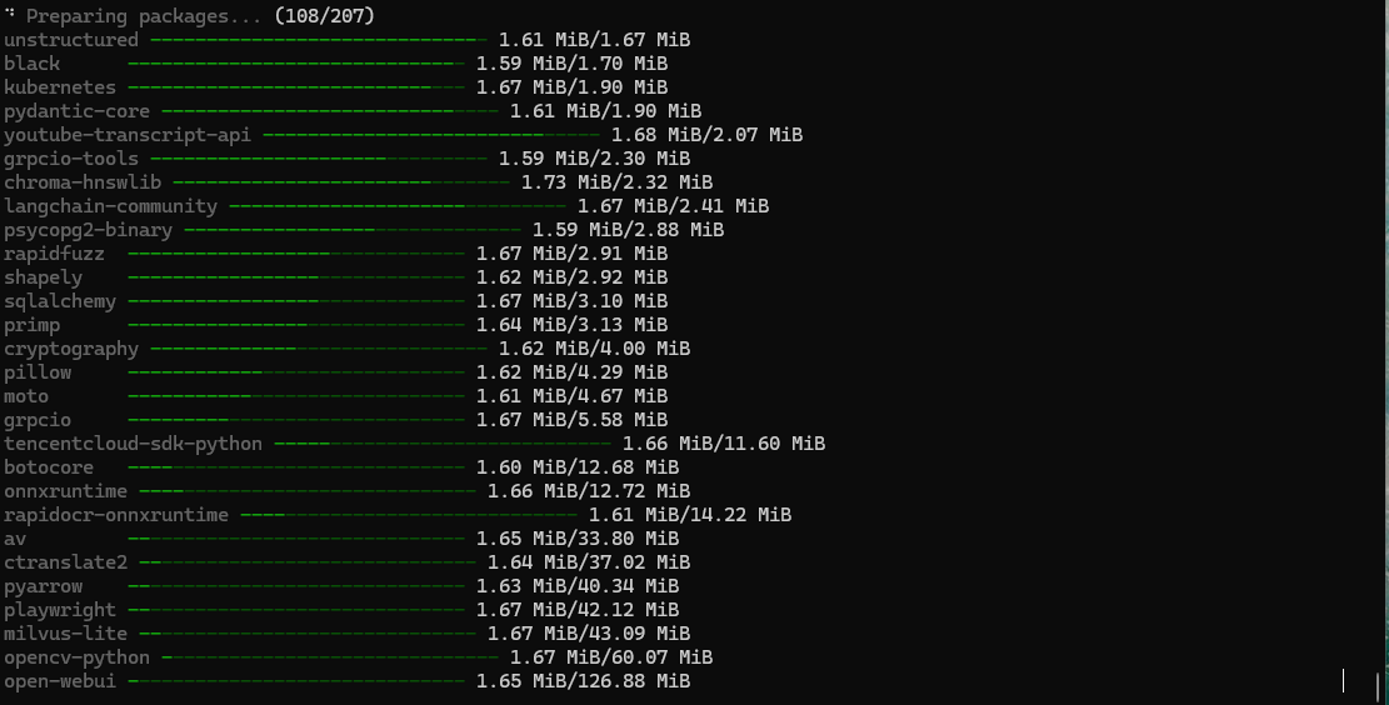 Preparing packages... (108/207)
unstructured 1.61 MiB/1.67 MiB
black 1.59 MiB/1.70 MiB
kubernetes 1.67 MiB/1.90 MiB
pydantic-core 1.61 MiB/1.90 MiB
youtube-transcript-api 1.68 MiB/2.07 MiB
grpcio-tools 1.59 MiB/2.30 MiB
chroma-hnswlib 1.73 MiB/2.32 MiB
langchain-community 1.67 MiB/2.41 MiB
psycopg2-binary 1.59 MiB/2.88 MiB
rapidfuzz 1.67 MiB/2.91 MiB
shapely 1.62 MiB/2.92 MiB
sqlalchemy 1.67 MiB/3.10 MiB
primp 1.64 MiB/3.13 MiB
cryptography 1.62 MiB/4.00 MiB
pillow 1.62 MiB/4.29 MiB
moto 1.61 MiB/4.67 MiB
grpcio 1.67 MiB/5.58 MiB
tencentcloud-sdk-python 1.66 MiB/11.60 MiB
botocore 1.60 MiB/12.68 MiB
onnxruntime 1.66 MiB/12.72 MiB
rapidocr-onnxruntime 1.61 MiB/14.22 MiB
av 1.65 MiB/33.80 MiB
ctranslate2 1.64 MiB/37.02 MiB
pyarrow 1.63 MiB/40.34 MiB
playwright 1.67 MiB/42.12 MiB
milvus-lite 1.67 MiB/43.09 MiB
opencv-python 1.67 MiB/60.07 MiB
open-webui 1.65 MiB/126.88 MiB